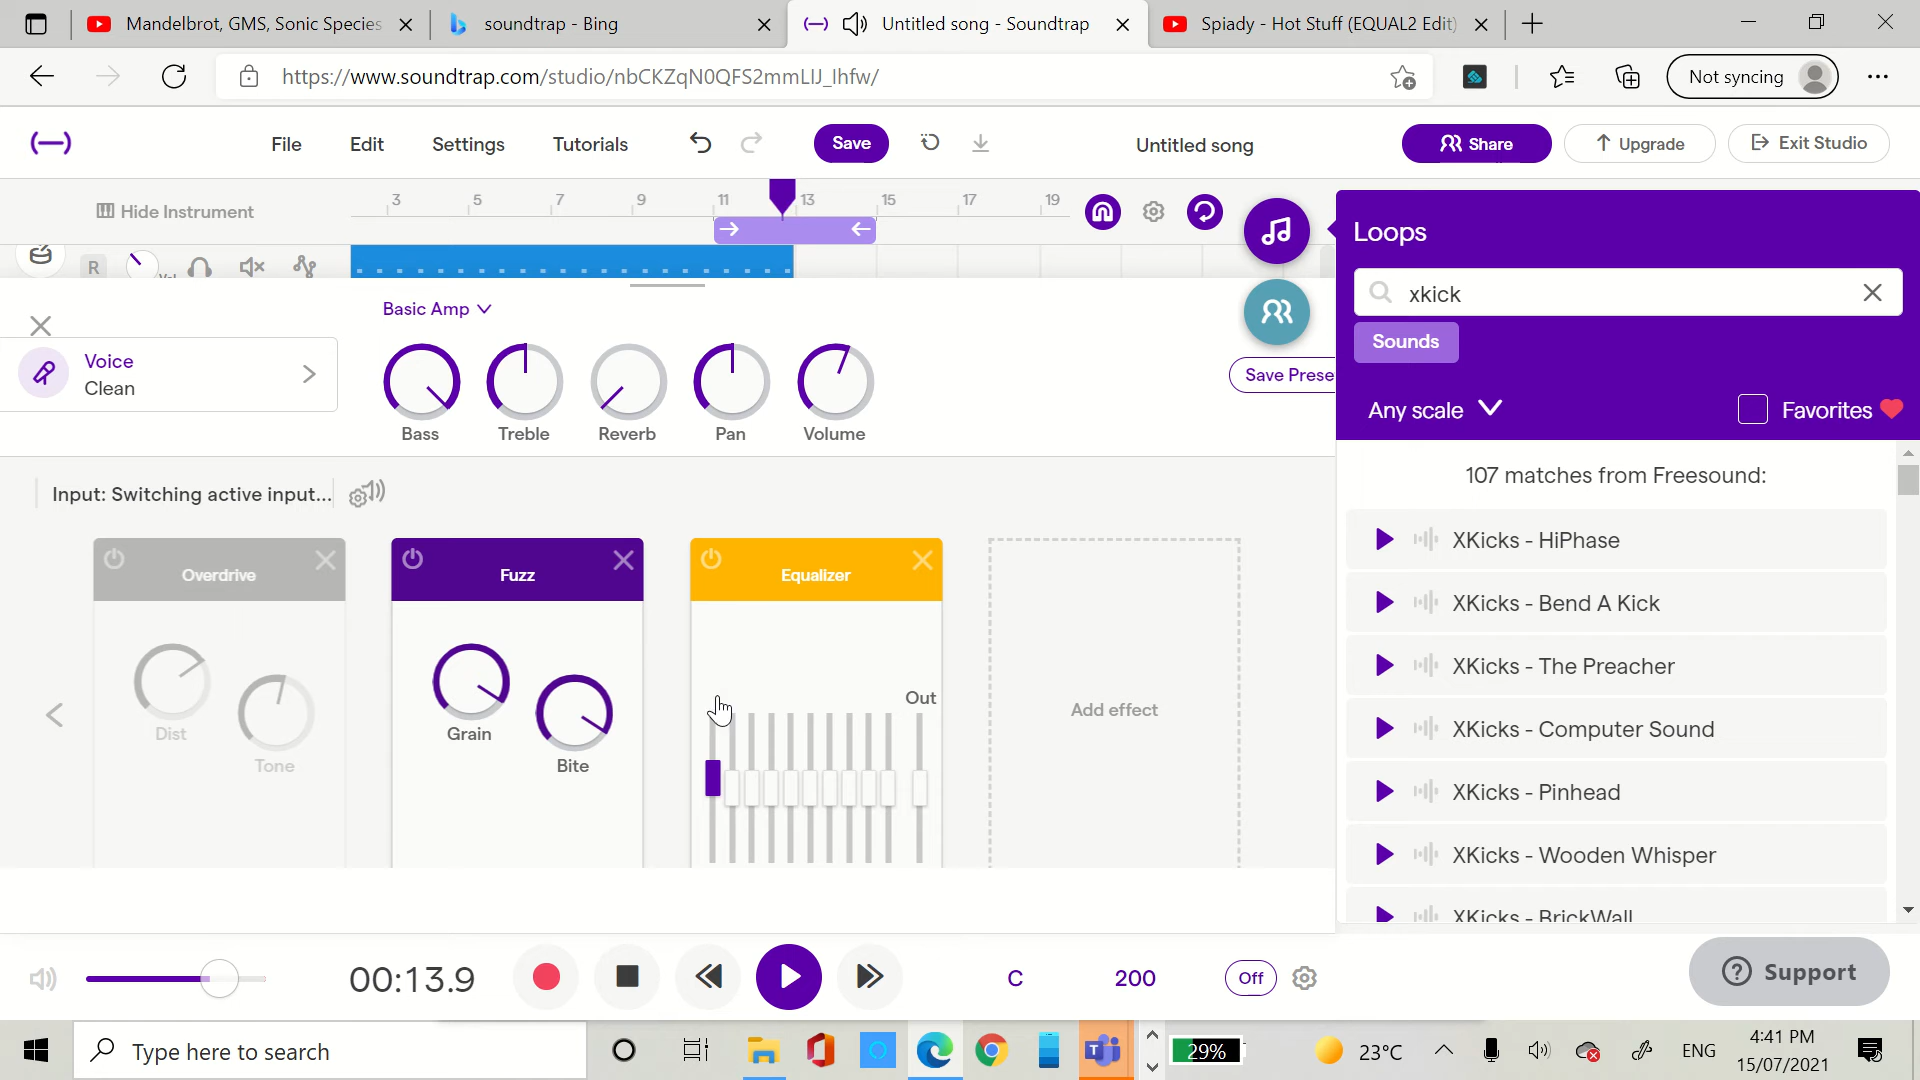 Mandelbrot, GMS, Sonic Species
soundtrap - Bing
Untitled song - Soundtrap
Spiady - Hot Stuff (EQUAL2 Edit)
https://www.soundtrap.com/studio/nbCKZqN0QFS2mmLIJ_Ihfw/
Not syncing
File Edit Settings Tutorials Save Untitled song Share Upgrade Exit Studio
Hide Instrument
3 5 7 9 11 13 15 17 19
R Vol
Loops
xkick
Sounds
Any scale Favorites
107 matches from Freesound:
XKicks - HiPhase
XKicks - Bend A Kick
XKicks - The Preacher
XKicks - Computer Sound
XKicks - Pinhead
XKicks - Wooden Whisper
XKicks - BrickWall
Basic Amp
Voice
Clean
Bass Treble Reverb Pan Volume
Save Prese
Input: Switching active input...
Overdrive Fuzz Equalizer
Dist Tone
Grain Bite
Out
Add effect
00:13.9
C 200 Off
Support
Type here to search
29%
23°C
ENG
4:41 PM
15/07/2021